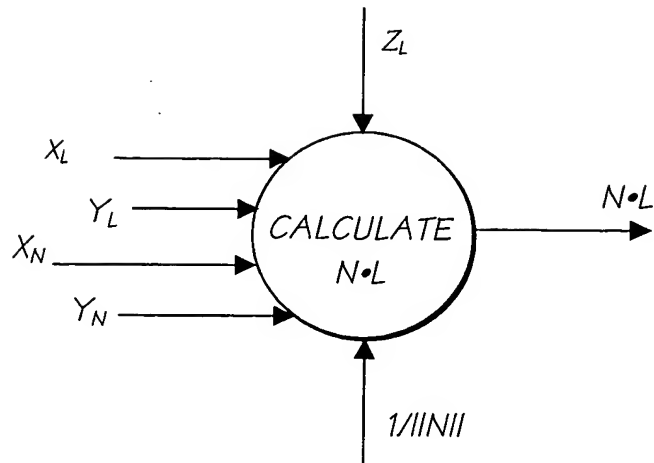 Z_L
X_L
Y_L
X_N
Y_N
CALCULATE
N•L
N•L
1/||N||